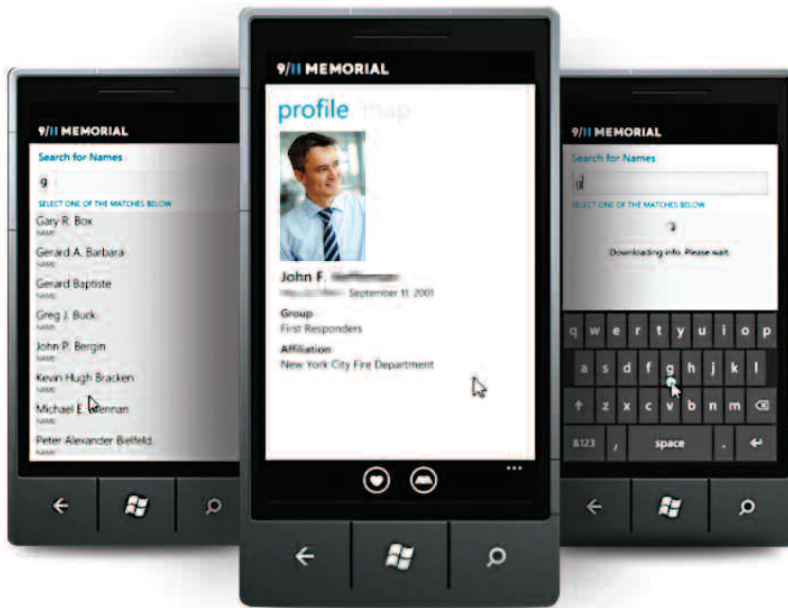 9/11 MEMORIAL
Search for Names
g
SELECT ONE OF THE MATCHES BELOW
Gary R. Box
NAME
Gerard A. Barbara
NAME
Gerard Baptiste
NAME
Greg J. Buck
NAME
John P. Bergin
NAME
Kevin Hugh Bracken
NAME
Michael E.
NAME
Peter Alexander Bielfeld
NAME
9/11 MEMORIAL
profile map
John F.
September 11, 2001
Group
First Responders
Affiliation
New York City Fire Department
9/11 MEMORIAL
Search for Names
g
SELECT ONE OF THE MATCHES BELOW
Downloading info. Please wait.
q w e r t y u i o p
a s d f g h j k l
z x c v b n m
&123 , space .